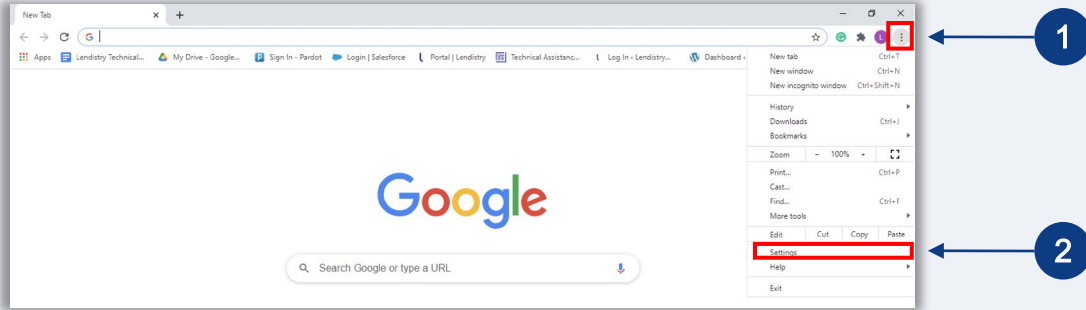 New Tab
G
L
1
Apps Lendistry Technical... My Drive - Google... Sign In - Pardot Login | Salesforce Portal | Lendistry Technical Assistanc... Log In ‹ Lendistry... Dashboard ‹
New tab Ctrl+T
New window Ctrl+N
New incognito window Ctrl+Shift+N
History
Downloads Ctrl+J
Bookmarks
Zoom - 100% +
Print... Ctrl+P
Cast...
Find... Ctrl+F
More tools
Edit Cut Copy Paste
Settings
2
Help
Exit
Google
Search Google or type a URL